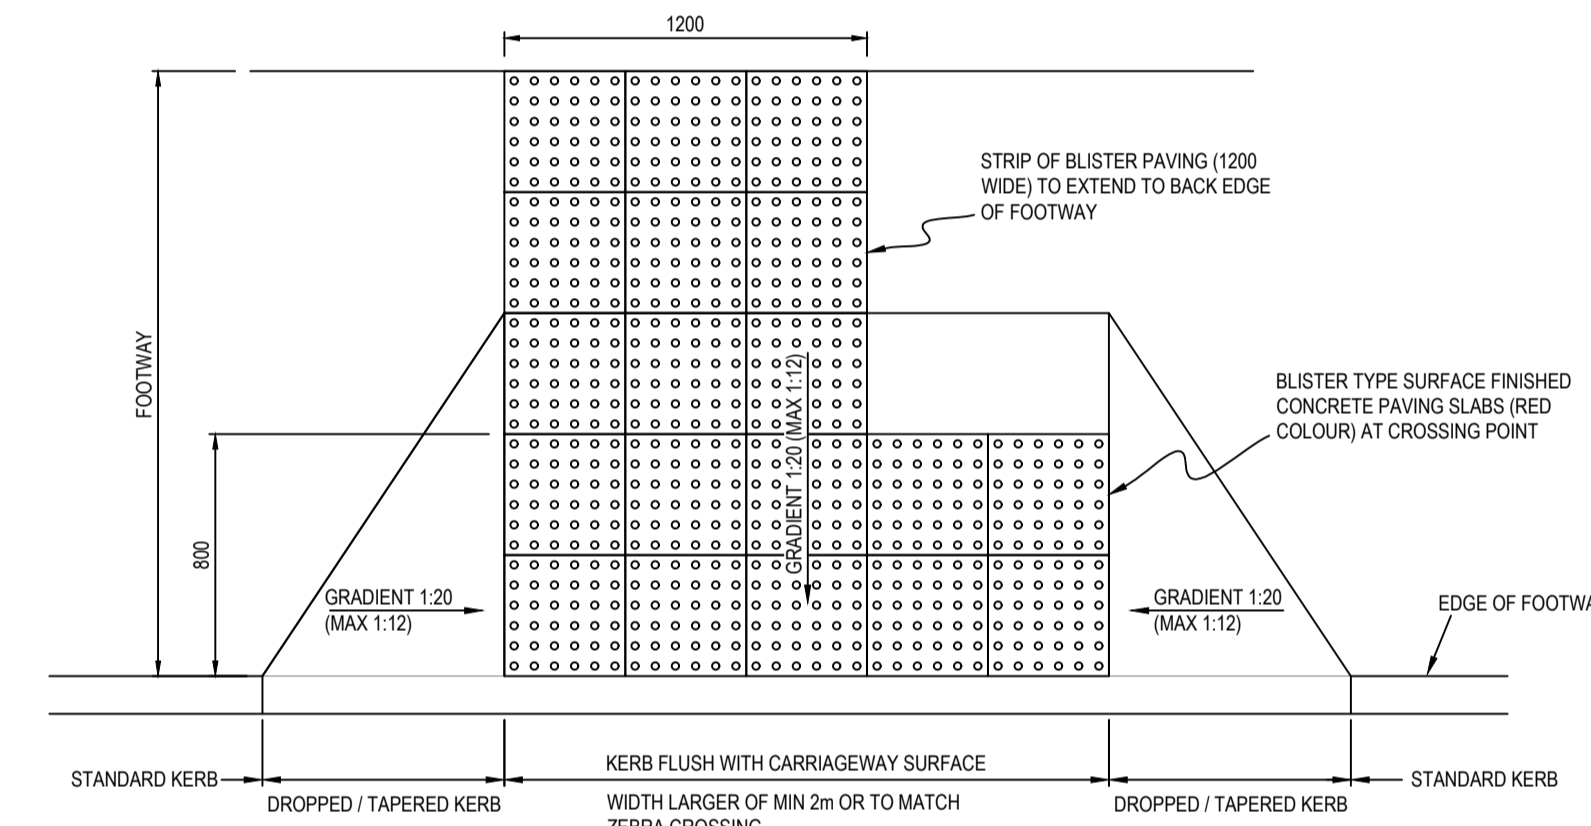 1200
STRIP OF BLISTER PAVING (1200
WIDE) TO EXTEND TO BACK EDGE
OF FOOTWAY
FOOTWAY
GRADIENT 1:20 (MAX 1:12)
BLISTER TYPE SURFACE FINISHED
CONCRETE PAVING SLABS (RED
COLOUR) AT CROSSING POINT
800
GRADIENT 1:20
(MAX 1:12)
GRADIENT 1:20
(MAX 1:12)
EDGE OF FOOTWA
STANDARD KERB
DROPPED / TAPERED KERB
KERB FLUSH WITH CARRIAGEWAY SURFACE
WIDTH LARGER OF MIN 2m OR TO MATCH
ZEBRA CROSSING
DROPPED / TAPERED KERB
STANDARD KERB